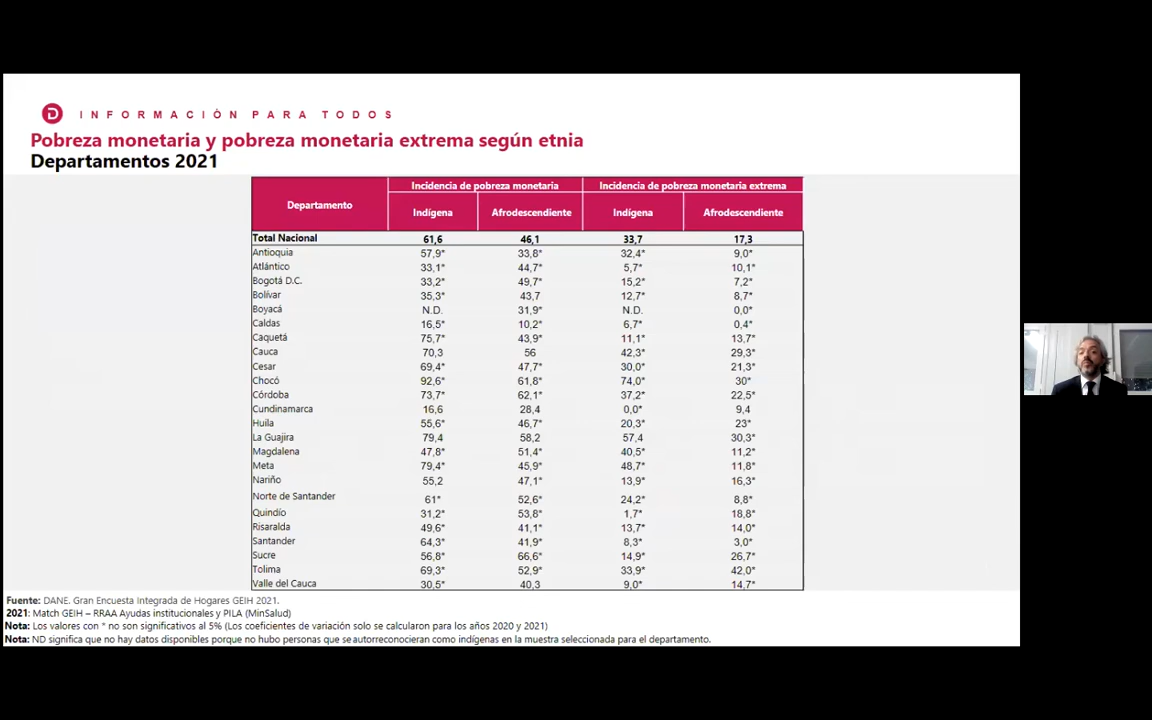 INFORMACIÓN PARA TODOS
Pobreza monetaria y pobreza monetaria extrema según etnia
Departamentos 2021
Departamento Incidencia de pobreza monetaria Incidencia de pobreza monetaria extrema
Indígena Afrodescendiente Indígena Afrodescendiente
Total Nacional 61,6 46,1 33,7 17,3
Antioquia 57,9* 33,8* 32,4* 9,0*
Atlántico 33,1* 44,7* 5,7* 10,1*
Bogotá D.C. 33,2* 49,7* 15,2* 7,2*
Bolívar 35,3* 43,7 12,7* 8,7*
Boyacá N.D. 31,9* N.D. 0,0*
Caldas 16,5* 10,2* 6,7* 0,4*
Caquetá 75,7* 43,9* 11,1* 13,7*
Cauca 70,3 56 42,3* 29,3*
Cesar 69,4* 47,7* 30,0* 21,3*
Chocó 92,6* 61,8* 74,0* 30*
Córdoba 73,7* 62,1* 37,2* 22,5*
Cundinamarca 16,6 28,4 0,0* 9,4
Huila 55,6* 46,7* 20,3* 23*
La Guajira 79,4 58,2 57,4 30,3*
Magdalena 47,8* 51,4* 40,5* 11,2*
Meta 79,4* 45,9* 48,7* 11,8*
Nariño 55,2 47,1* 13,9* 16,3*
Norte de Santander 61* 52,6* 24,2* 8,8*
Quindío 31,2* 53,8* 1,7* 18,8*
Risaralda 49,6* 41,1* 13,7* 14,0*
Santander 64,3* 41,9* 8,3* 3,0*
Sucre 56,8* 66,6* 14,9* 26,7*
Tolima 69,3* 52,9* 33,9* 42,0*
Valle del Cauca 30,5* 40,3 9,0* 14,7*
Fuente: DANE. Gran Encuesta Integrada de Hogares GEIH 2021.
2021: Match GEIH – RRAA Ayudas institucionales y PILA (MinSalud)
Nota: Los valores con * no son significativos al 5% (Los coeficientes de variación solo se calcularon para los años 2020 y 2021)
Nota: ND significa que no hay datos disponibles porque no hubo personas que se autorreconocieran como indígenas en la muestra seleccionada para el departamento.